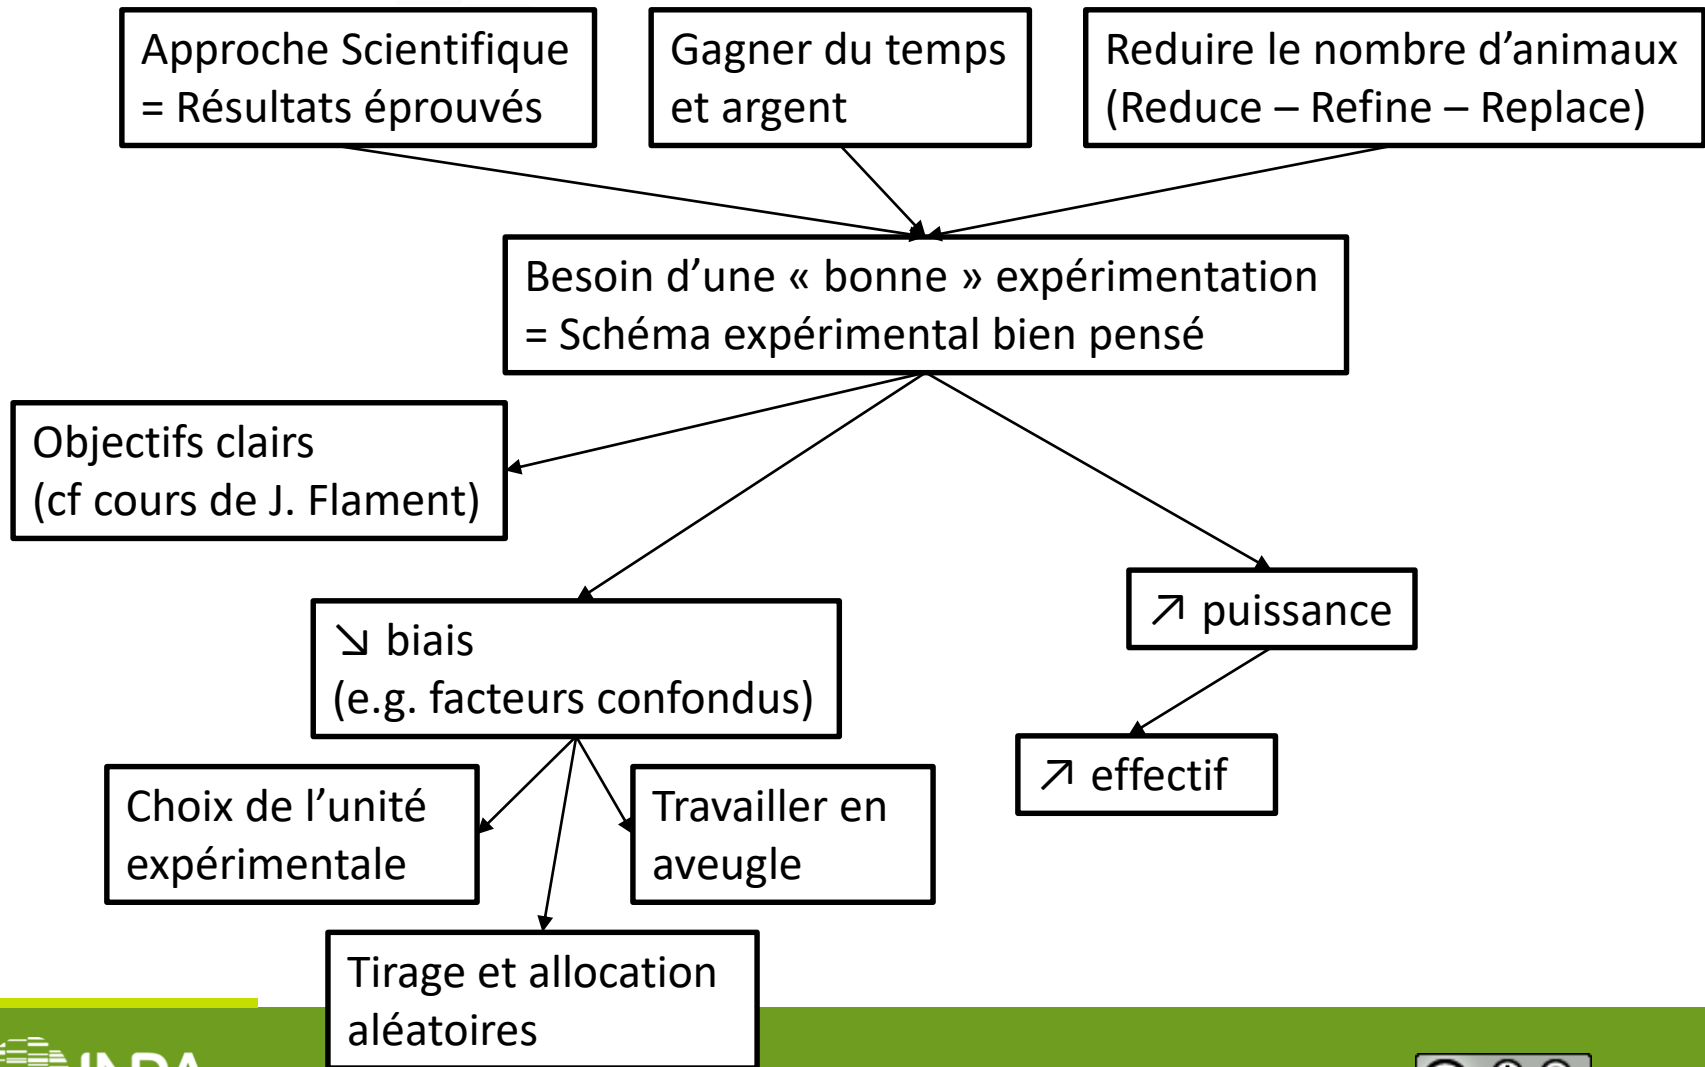 Approche Scientifique
= Résultats éprouvés
Gagner du temps
et argent
Reduire le nombre d’animaux
(Reduce – Refine – Replace)
Besoin d’une « bonne » expérimentation
= Schéma expérimental bien pensé
Objectifs clairs
(cf cours de J. Flament)
↘ biais
(e.g. facteurs confondus)
↗ puissance
↗ effectif
Choix de l’unité
expérimentale
Travailler en
aveugle
Tirage et allocation
aléatoires